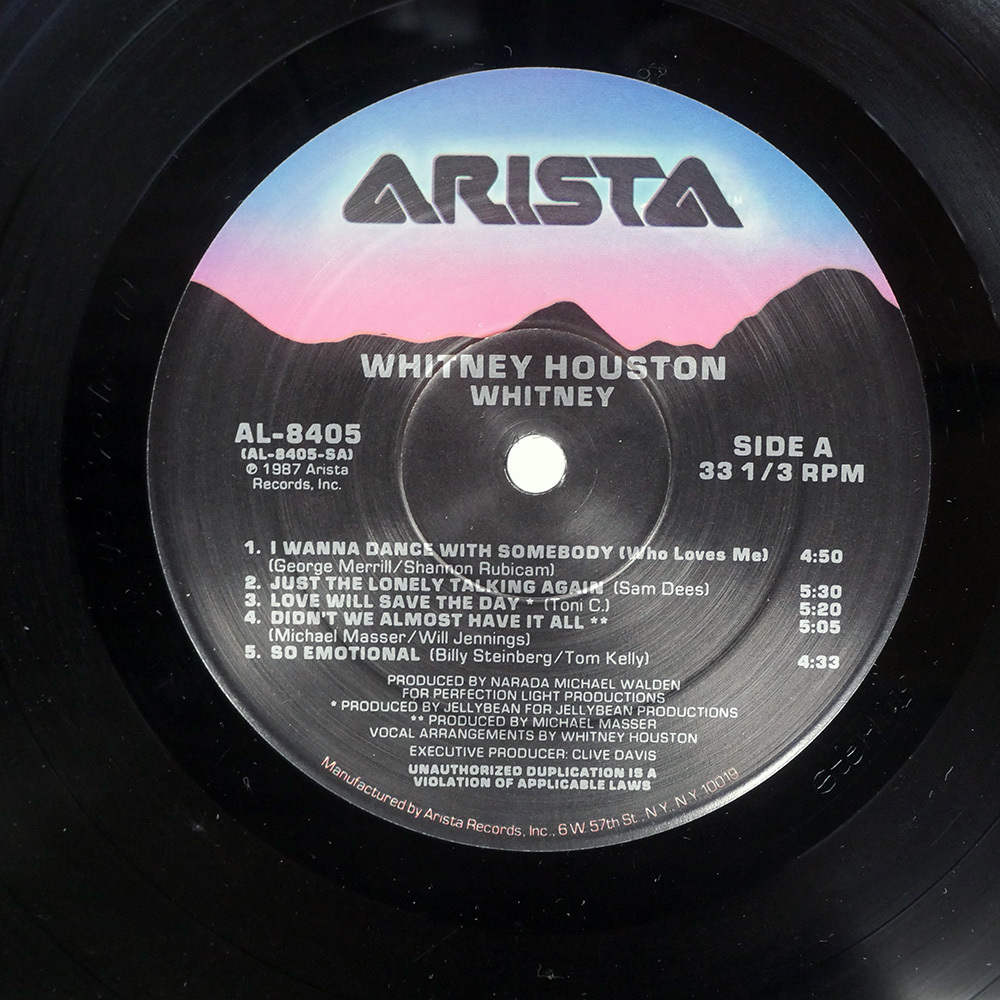 ARISTA
WHITNEY HOUSTON
WHITNEY
AL-8405
(AL-8405-SA)
℗ 1987 Arista
Records, Inc.
SIDE A
33 1/3 RPM
1. I WANNA DANCE WITH SOMEBODY (Who Loves Me) 4:50
(George Merrill/Shannon Rubicam)
2. JUST THE LONELY TALKING AGAIN (Sam Dees) 5:30
3. LOVE WILL SAVE THE DAY * (Toni C.) 5:20
4. DIDN'T WE ALMOST HAVE IT ALL ** 5:05
(Michael Masser/Will Jennings)
5. SO EMOTIONAL (Billy Steinberg/Tom Kelly) 4:33
PRODUCED BY NARADA MICHAEL WALDEN
FOR PERFECTION LIGHT PRODUCTIONS
* PRODUCED BY JELLYBEAN FOR JELLYBEAN PRODUCTIONS
** PRODUCED BY MICHAEL MASSER
VOCAL ARRANGEMENTS BY WHITNEY HOUSTON
EXECUTIVE PRODUCER: CLIVE DAVIS
UNAUTHORIZED DUPLICATION IS A
VIOLATION OF APPLICABLE LAWS
Manufactured by Arista Records, Inc., 6 W. 57th St., N.Y., N.Y. 10019